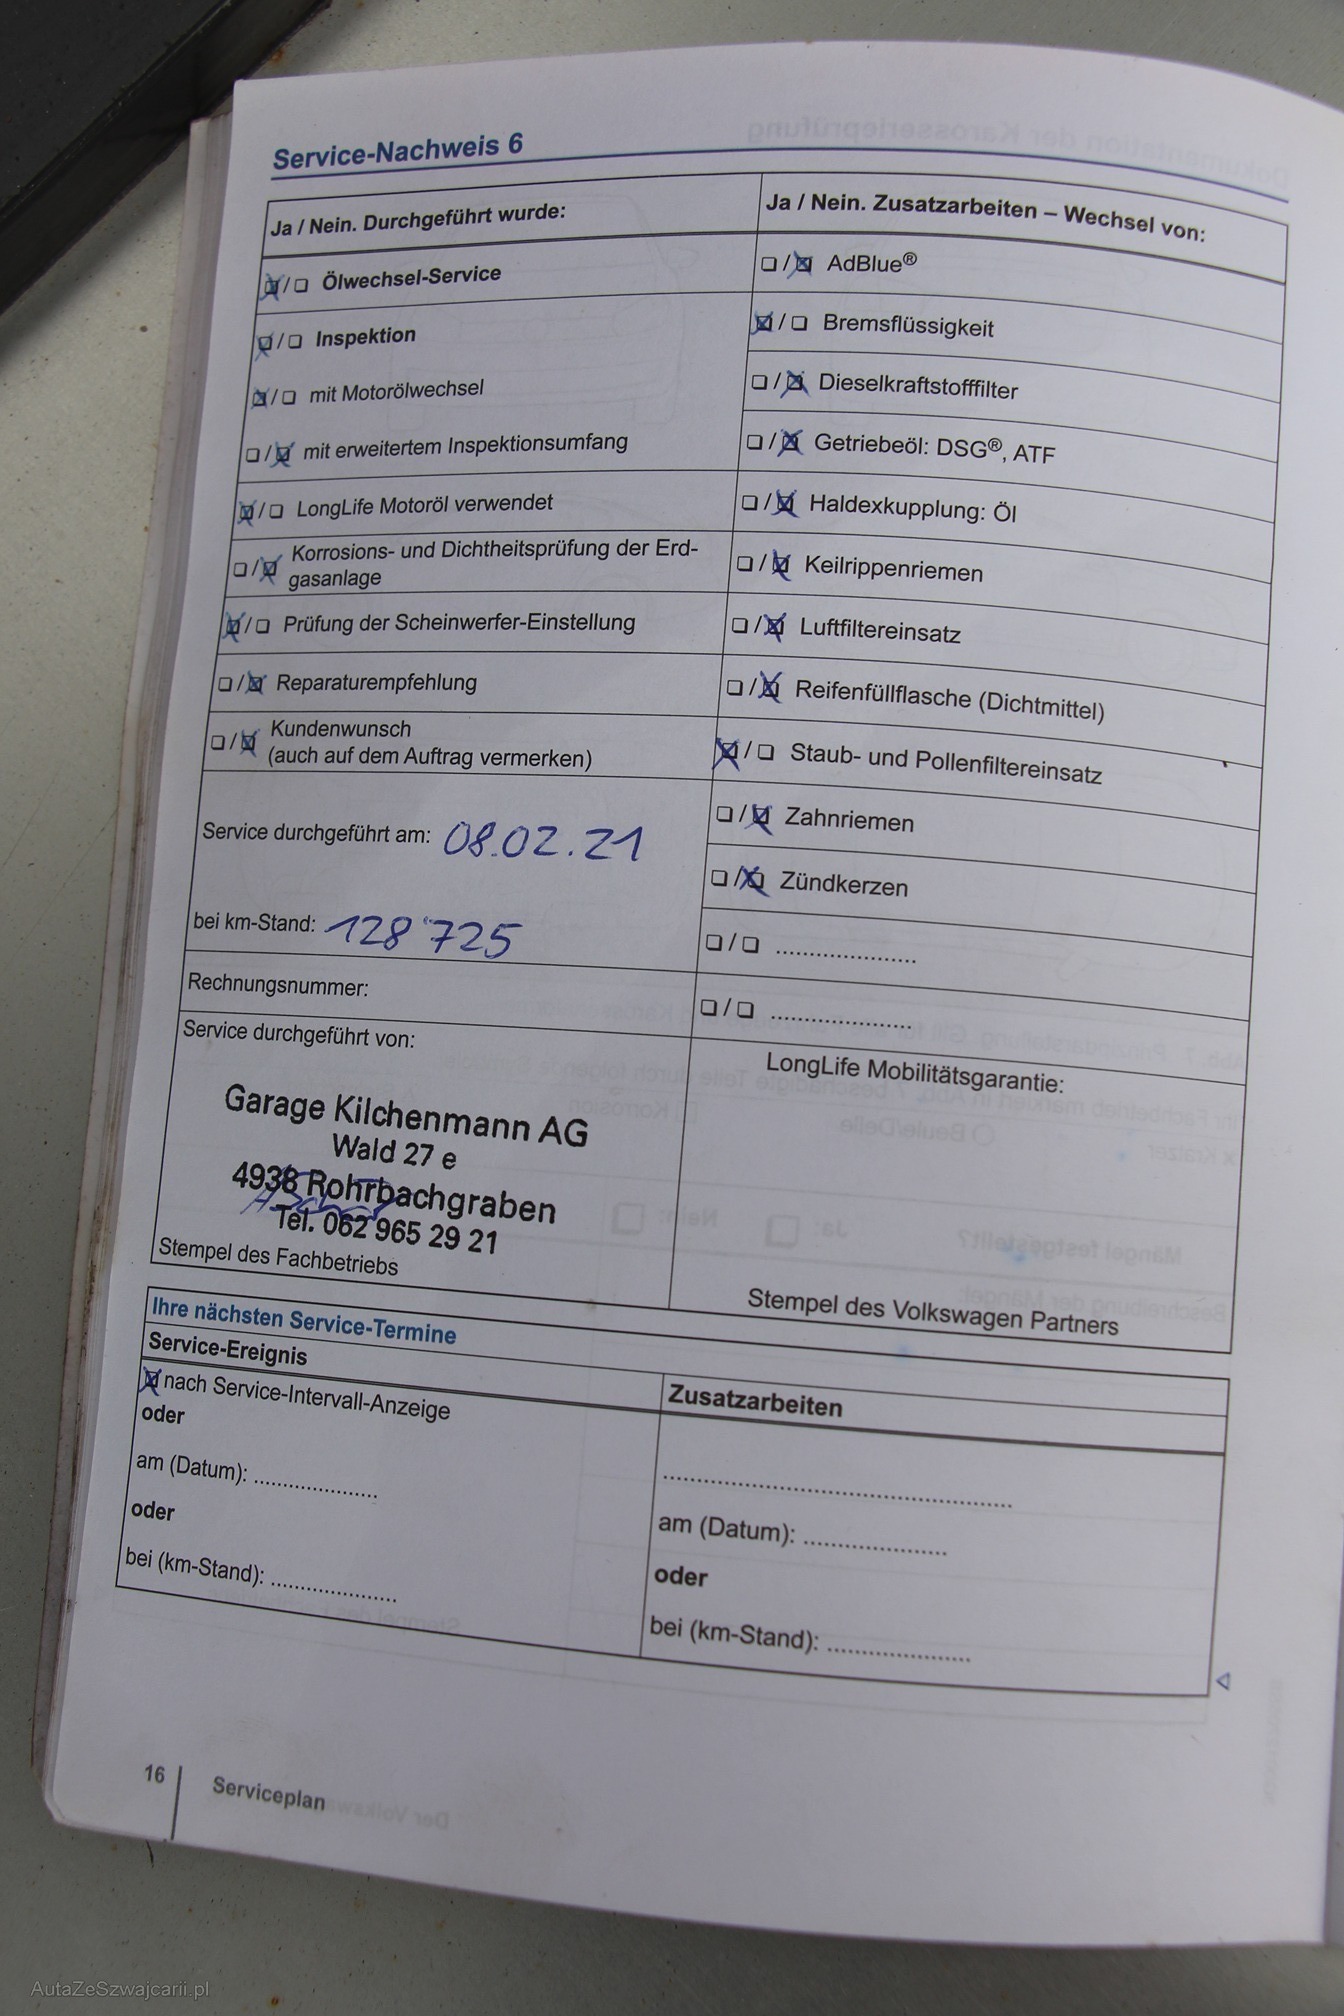 Service-Nachweis 6
Ja / Nein. Durchgeführt wurde:
☒/☐ Ölwechsel-Service
☒/☐ Inspektion
☒/☐ mit Motorölwechsel
☐/☒ mit erweitertem Inspektionsumfang
☒/☐ LongLife Motoröl verwendet
☐/☒ Korrosions- und Dichtheitsprüfung der Erd-
gasanlage
☒/☐ Prüfung der Scheinwerfer-Einstellung
☐/☒ Reparaturempfehlung
☐/☒ Kundenwunsch
(auch auf dem Auftrag vermerken)
Service durchgeführt am: 08.02.21
bei km-Stand: 128'725
Rechnungsnummer:
Service durchgeführt von:
Garage Kilchenmann AG
Wald 27 e
4938 Rohrbachgraben
Tel. 062 965 29 21
Stempel des Fachbetriebs
Ja / Nein. Zusatzarbeiten – Wechsel von:
☐/☒ AdBlue®
☒/☐ Bremsflüssigkeit
☐/☒ Dieselkraftstofffilter
☐/☒ Getriebeöl: DSG®, ATF
☐/☒ Haldexkupplung: Öl
☐/☒ Keilrippenriemen
☐/☒ Luftfiltereinsatz
☐/☒ Reifenfüllflasche (Dichtmittel)
☒/☐ Staub- und Pollenfiltereinsatz
☐/☒ Zahnriemen
☐/☒ Zündkerzen
☐/☐ .....................
☐/☐ .....................
LongLife Mobilitätsgarantie:
Stempel des Volkswagen Partners
Ihre nächsten Service-Termine
Service-Ereignis
☒ nach Service-Intervall-Anzeige
oder
am (Datum): ...................
oder
bei (km-Stand): ...................
Zusatzarbeiten
....................................................
am (Datum): .....................
oder
bei (km-Stand): .....................
16
Serviceplan
AutaZeSzwajcarii.pl